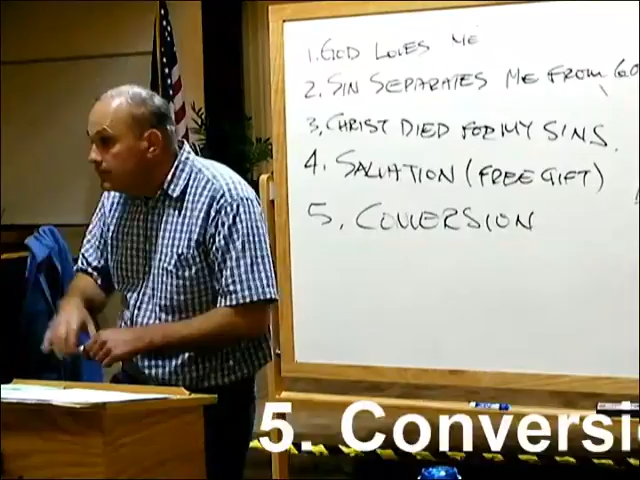 1. GOD LOVES ME
2. SIN SEPARATES ME FROM GO
3, CHRIST DIED FOR MY SINS.
4. SALVATION (FREE GIFT)
5. CONVERSION
5. Conversi